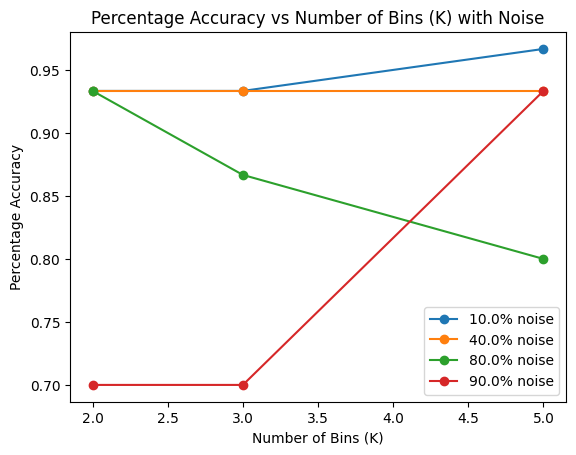 Percentage Accuracy vs Number of Bins (K) with Noise
Percentage Accuracy
0.95
0.90
0.85
0.80
0.75
0.70
10.0% noise
40.0% noise
80.0% noise
90.0% noise
2.0 2.5 3.0 3.5 4.0 4.5 5.0
Number of Bins (K)